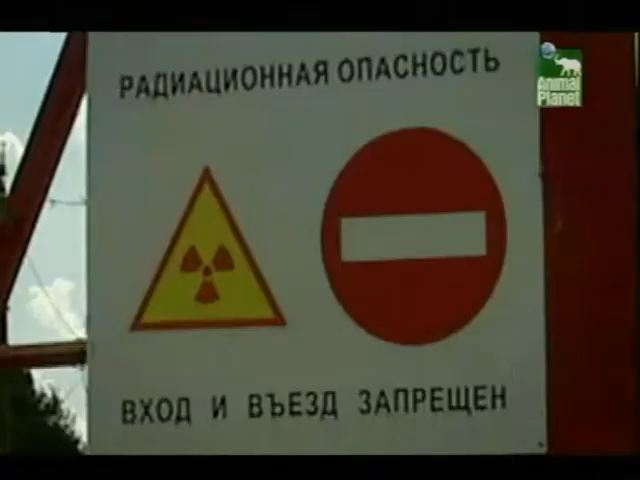 РАДИАЦИОННАЯ ОПАСНОСТЬ
Animal
Planet
ВХОД И ВЪЕЗД ЗАПРЕЩЕН